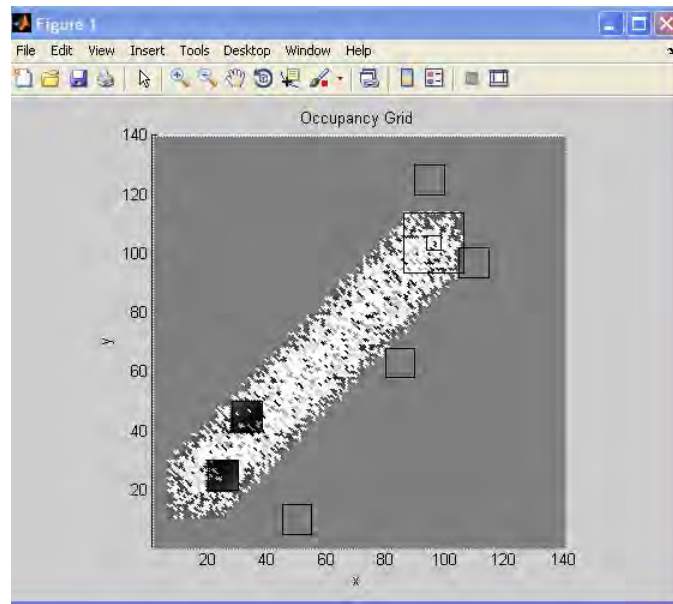 Figure 1
File Edit View Insert Tools Desktop Window Help
Occupancy Grid
140
120
100
80
60
40
20
y
20 40 60 80 100 120 140
x